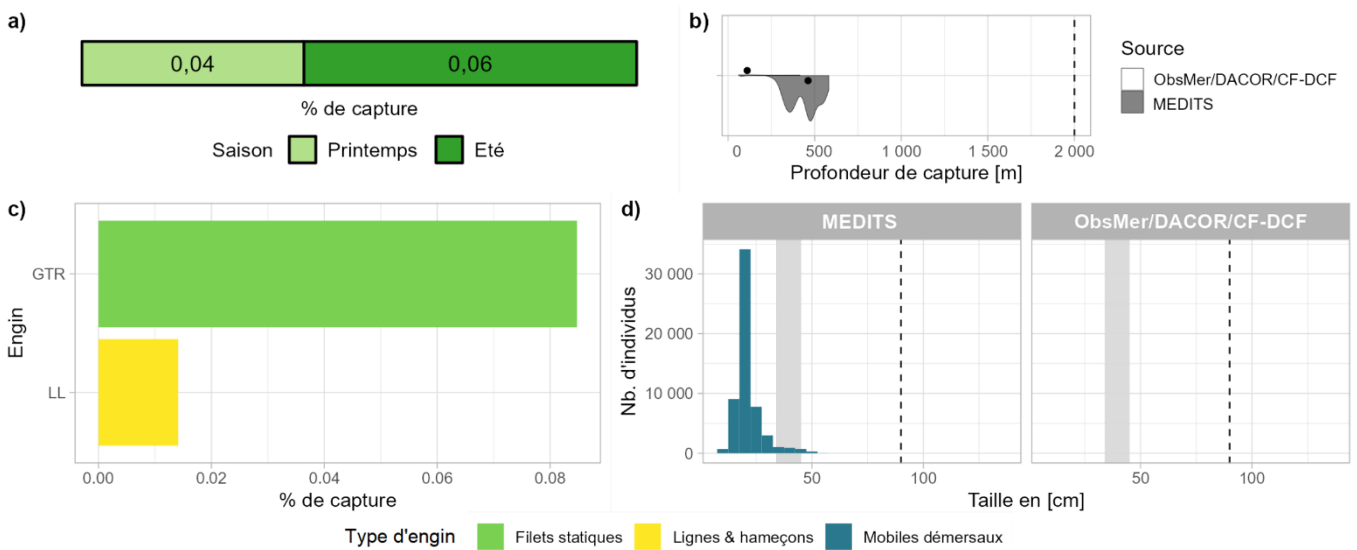 a)
0,04 0,06
% de capture
Saison Printemps Eté
b)
0 500 1 000 1 500 2 000
Profondeur de capture [m]
Source
ObsMer/DACOR/CF-DCF
MEDITS
c)
Engin
GTR
LL
0.00 0.02 0.04 0.06 0.08
% de capture
d)
MEDITS ObsMer/DACOR/CF-DCF
Nb. d'individus
30 000
20 000
10 000
0
50 100 50 100
Taille en [cm]
Type d'engin Filets statiques Lignes & hameçons Mobiles démersaux